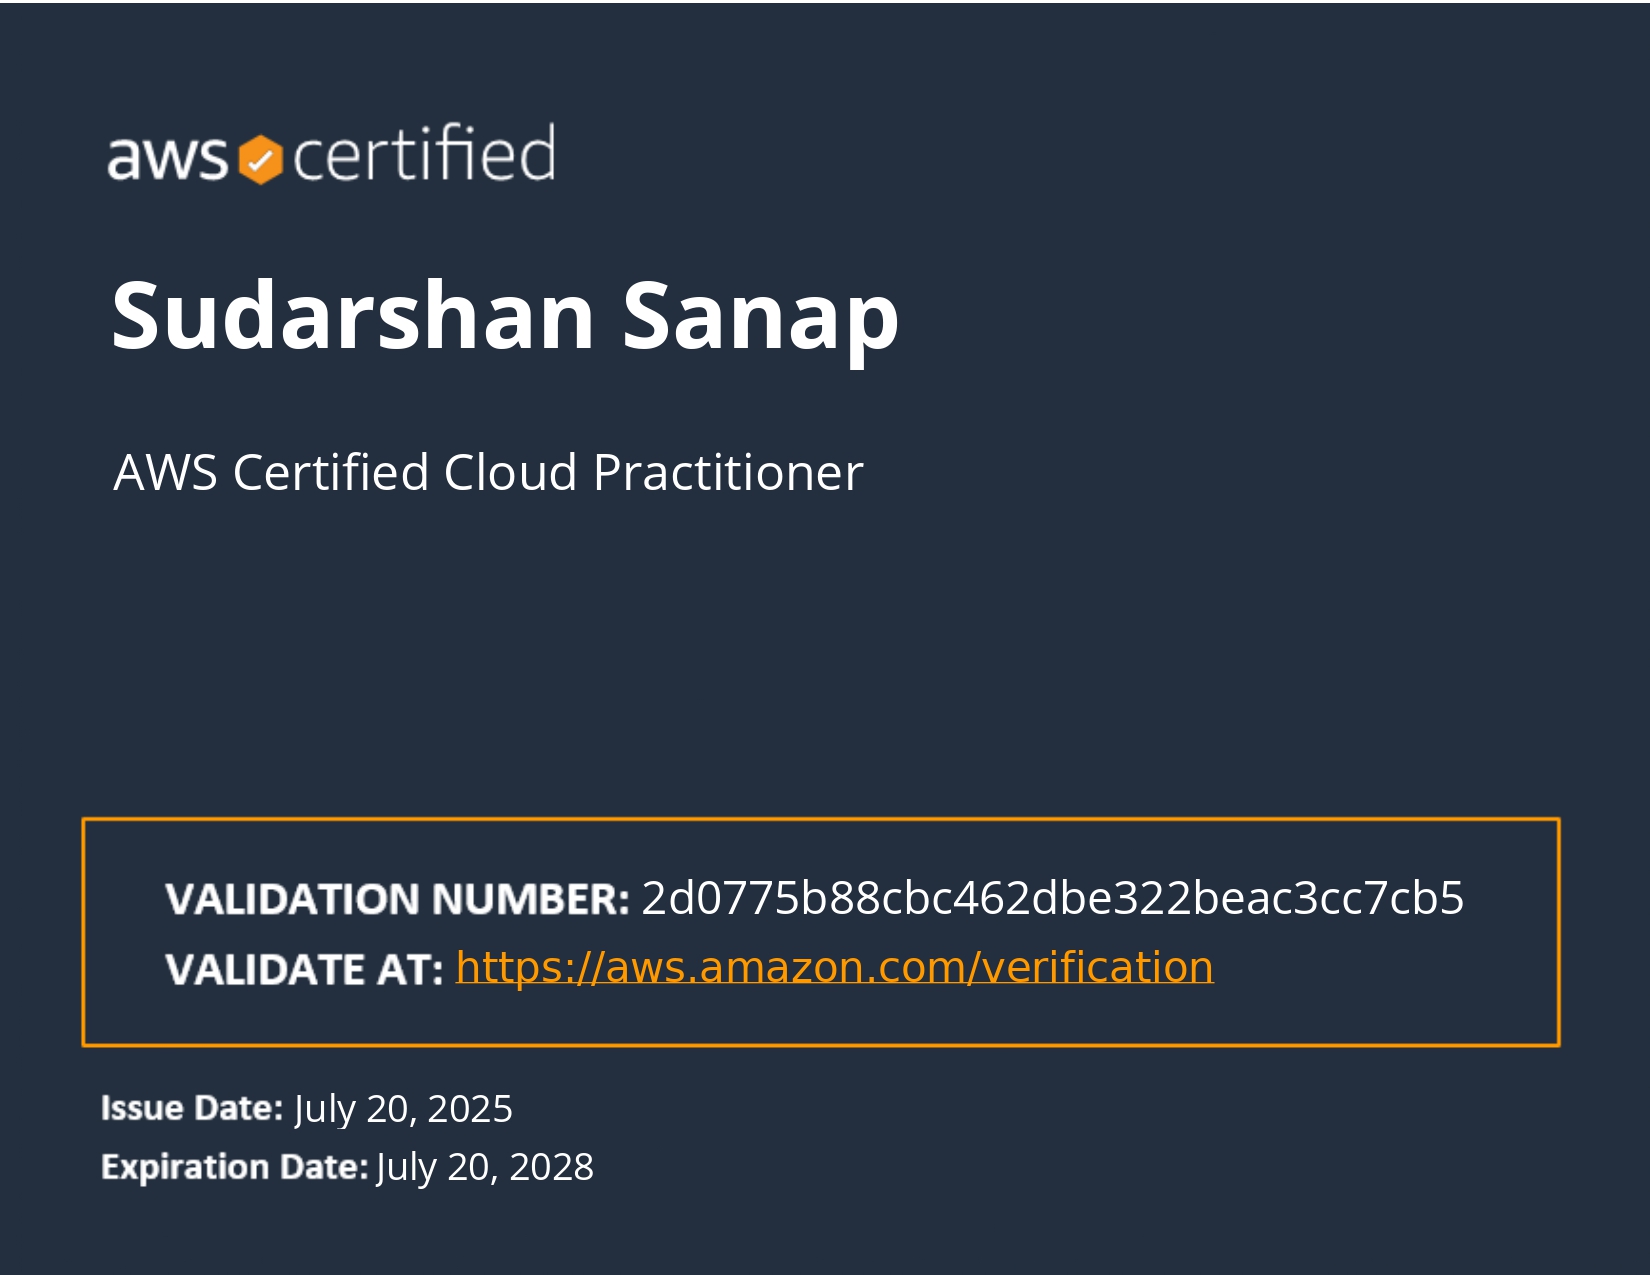 aws certified
Sudarshan Sanap
AWS Certified Cloud Practitioner
VALIDATION NUMBER: 2d0775b88cbc462dbe322beac3cc7cb5
VALIDATE AT: https://aws.amazon.com/verification
Issue Date: July 20, 2025
Expiration Date: July 20, 2028